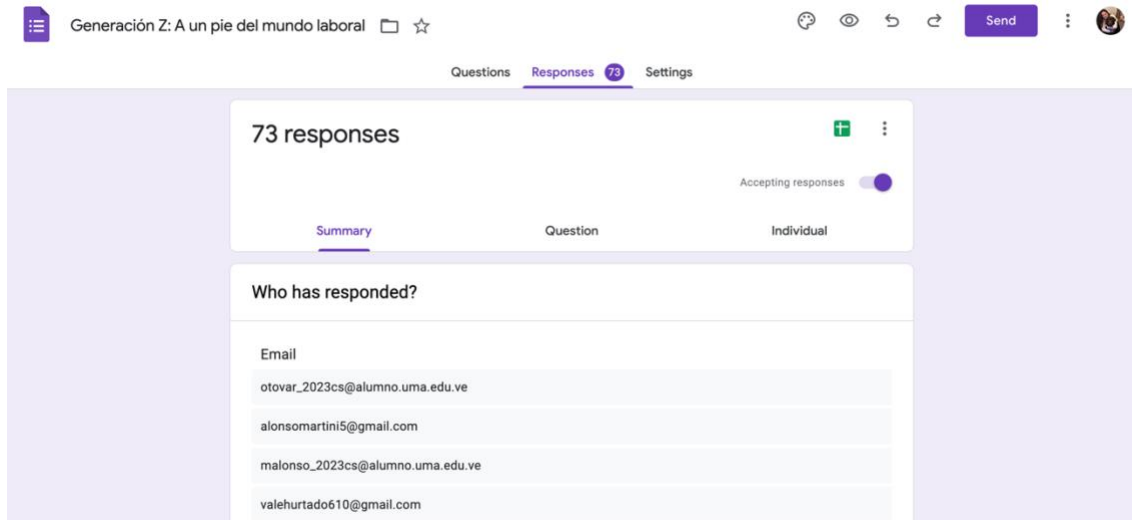 Generación Z: A un pie del mundo laboral
Send
Questions Responses 73 Settings
73 responses
Accepting responses
Summary Question Individual
Who has responded?
Email
otovar_2023cs@alumno.uma.edu.ve
alonsomartini5@gmail.com
malonso_2023cs@alumno.uma.edu.ve
valehurtado610@gmail.com